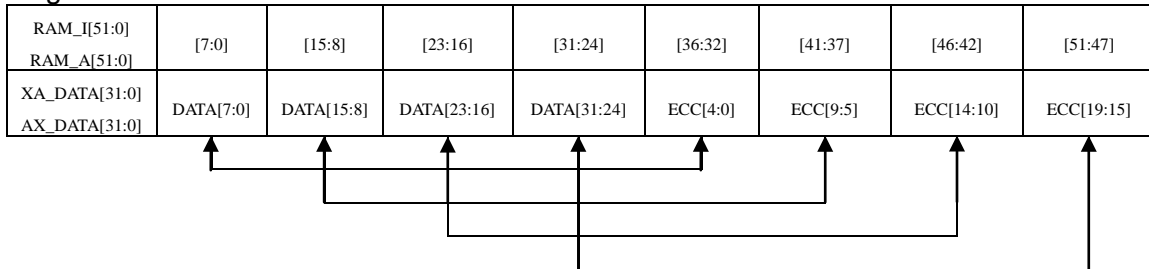 RAM_I[51:0]
RAM_A[51:0]
[7:0] [15:8] [23:16] [31:24] [36:32] [41:37] [46:42] [51:47]
XA_DATA[31:0]
AX_DATA[31:0]
DATA[7:0] DATA[15:8] DATA[23:16] DATA[31:24] ECC[4:0] ECC[9:5] ECC[14:10] ECC[19:15]